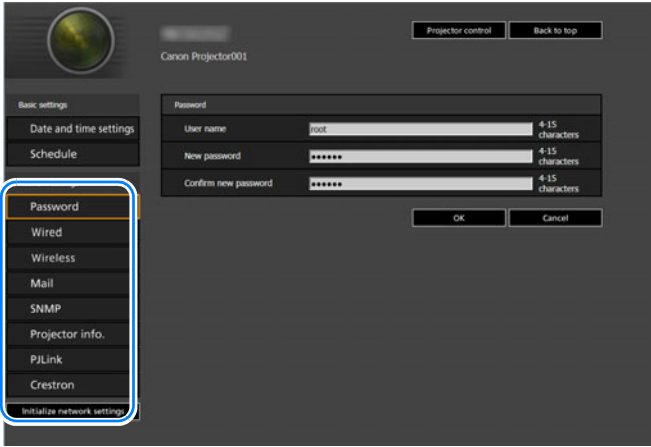 Projector control
Back to top
Canon Projector001
Basic settings
Date and time settings
Schedule
Password
Wired
Wireless
Mail
SNMP
Projector info.
PJLink
Crestron
Initialize network settings
Password
User name
root
4-15
characters
New password
••••••
4-15
characters
Confirm new password
••••••
4-15
characters
OK
Cancel